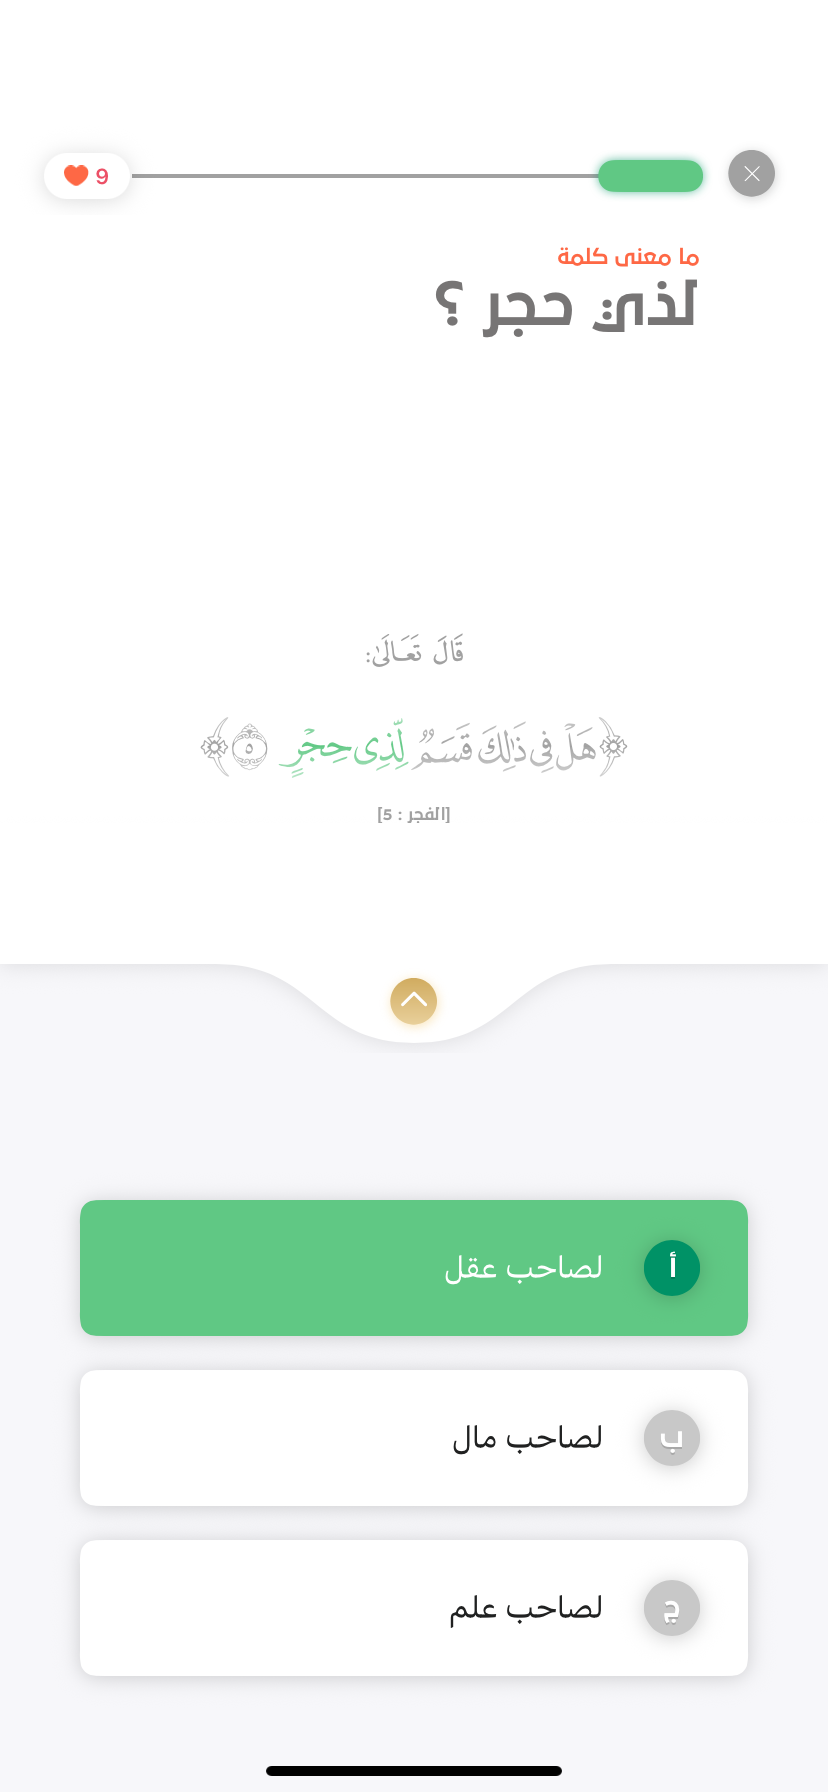 9
ما معنى كلمة
لذي حجر ؟
قَالَ تَعَالَىٰ:
﴿هَلْ فِي ذَٰلِكَ قَسَمٌ لِّذِي حِجْرٍ ٥﴾
[الفجر : 5]
أ لصاحب عقل
ب لصاحب مال
ج لصاحب علم